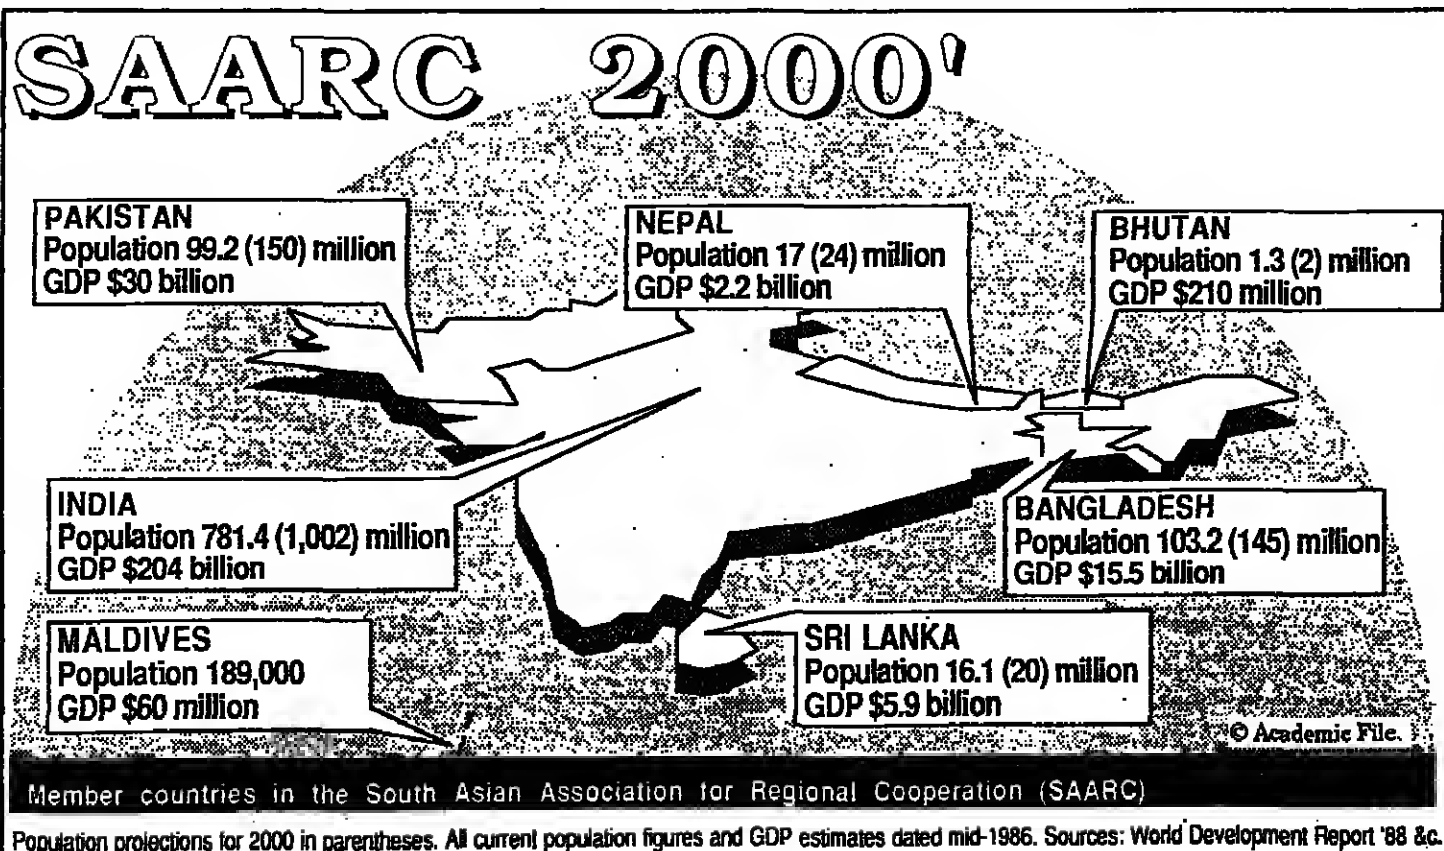 SAARC 2000'
PAKISTAN
Population 99.2 (150) million
GDP $30 billion
NEPAL
Population 17 (24) million
GDP $2.2 billion
BHUTAN
Population 1.3 (2) million
GDP $210 million
INDIA
Population 781.4 (1,002) million
GDP $204 billion
BANGLADESH
Population 103.2 (145) million
GDP $15.5 billion
MALDIVES
Population 189,000
GDP $60 million
SRI LANKA
Population 16.1 (20) million
GDP $5.9 billion
© Academic File.
Member countries in the South Asian Association for Regional Cooperation (SAARC)
Population projections for 2000 in parentheses. All current population figures and GDP estimates dated mid-1986. Sources: World Development Report '88 &c.